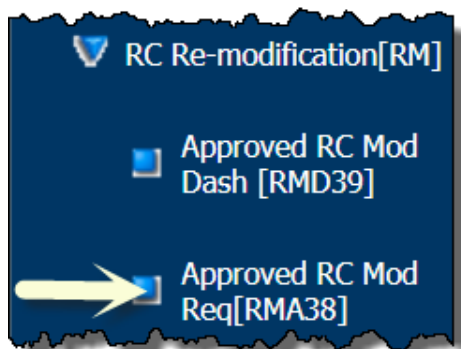 RC Re-modification[RM]
Approved RC Mod
Dash [RMD39]
Approved RC Mod
Req[RMA38]